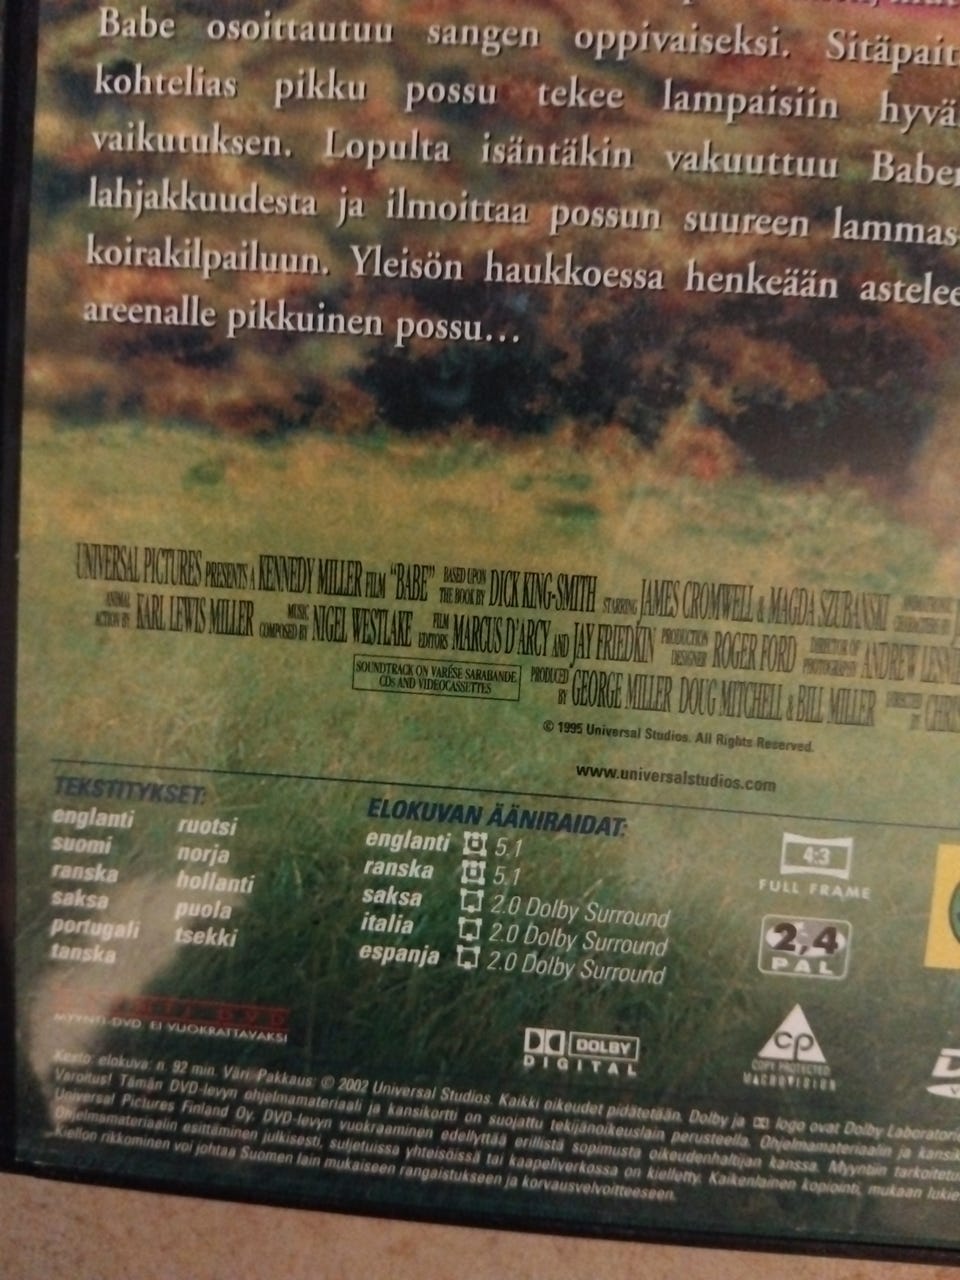 Babe osoittautuu sangen oppivaiseksi. Sitäpait
kohtelias pikku possu tekee lampaisiin hyvä
vaikutuksen. Lopulta isäntäkin vakuuttuu Babe
lahjakkuudesta ja ilmoittaa possun suureen lammas-
koirakilpailuun. Yleisön haukkoessa henkeään astelee
areenalle pikkuinen possu...
UNIVERSAL PICTURES PRESENTS A KENNEDY MILLER FILM "BABE" BASED UPON THE BOOK BY DICK KING-SMITH STARRING JAMES CROMWELL & MAGDA SZUBANSKI ANIMATRONIC CHARACTERS BY
ANIMAL ACTION BY KARL LEWIS MILLER MUSIC COMPOSED BY NIGEL WESTLAKE FILM EDITORS MARCUS D'ARCY AND JAY FRIEDKIN PRODUCTION DESIGNER ROGER FORD DIRECTOR OF PHOTOGRAPHY ANDREW LESNI
SOUNDTRACK ON VARÈSE SARABANDE
CDs AND VIDEOCASSETTES
PRODUCED BY GEORGE MILLER DOUG MITCHELL & BILL MILLER DIRECTED BY CHRIS
© 1995 Universal Studios. All Rights Reserved.
www.universalstudios.com
TEKSTITYKSET:
englanti ruotsi
suomi norja
ranska hollanti
saksa puola
portugali tsekki
tanska
ELOKUVAN ÄÄNIRAIDAT:
englanti 5.1
ranska 5.1
saksa 2.0 Dolby Surround
italia 2.0 Dolby Surround
espanja 2.0 Dolby Surround
4:3
FULL FRAME
2,4
PAL
MYYNTI-DVD. EI VUOKRATTAVAKSI
DOLBY
DIGITAL
cp
COPY PROTECTED
MACROVISION
Kesto: elokuva: n. 92 min. Väri. Pakkaus: © 2002 Universal Studios. Kaikki oikeudet pidätetään. Dolby ja logo ovat Dolby Laborator
Varoitus! Tämän DVD-levyn ohjelmamateriaali ja kansikortti on suojattu tekijänoikeuslain perusteella. Ohjelmamateriaalin ja kansik
Universal Pictures Finland Oy. DVD-levyn vuokraaminen edellyttää erillistä sopimusta oikeudenhaltijan kanssa. Myyntiin tarkoitetu
Ohjelmamateriaalin esittäminen julkisesti, suljetuissa yhteisöissä tai kaapeliverkossa on kielletty. Kaikenlainen kopiointi, mukaan lukie
Kiellon rikkominen voi johtaa Suomen lain mukaiseen rangaistukseen ja korvausvelvoitteeseen.